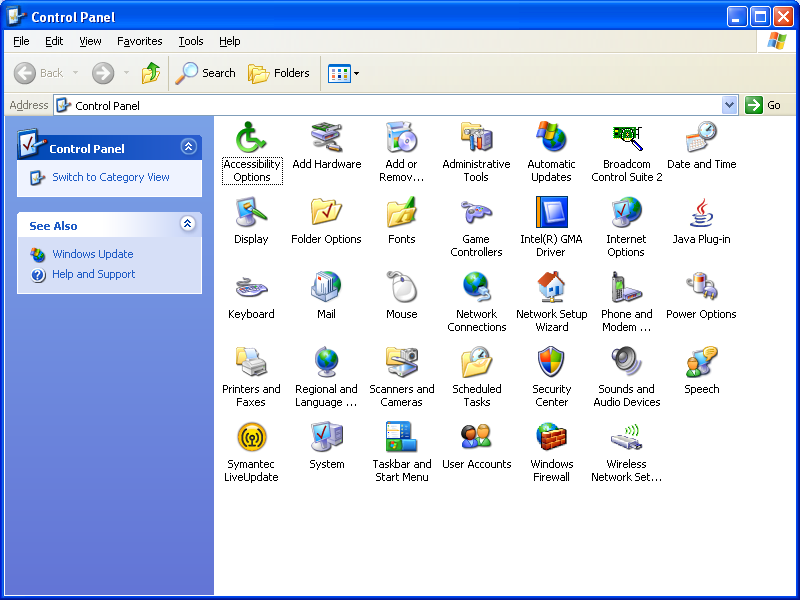 Control Panel
File Edit View Favorites Tools Help
Back Search Folders
Address Control Panel Go
Control Panel
Switch to Category View
See Also
Windows Update
Help and Support
Accessibility
Options
Add Hardware
Add or
Remov...
Administrative
Tools
Automatic
Updates
Broadcom
Control Suite 2
Date and Time
Display
Folder Options
Fonts
Game
Controllers
Intel(R) GMA
Driver
Internet
Options
Java Plug-in
Keyboard
Mail
Mouse
Network
Connections
Network Setup
Wizard
Phone and
Modem ...
Power Options
Printers and
Faxes
Regional and
Language ...
Scanners and
Cameras
Scheduled
Tasks
Security
Center
Sounds and
Audio Devices
Speech
Symantec
LiveUpdate
System
Taskbar and
Start Menu
User Accounts
Windows
Firewall
Wireless
Network Set...